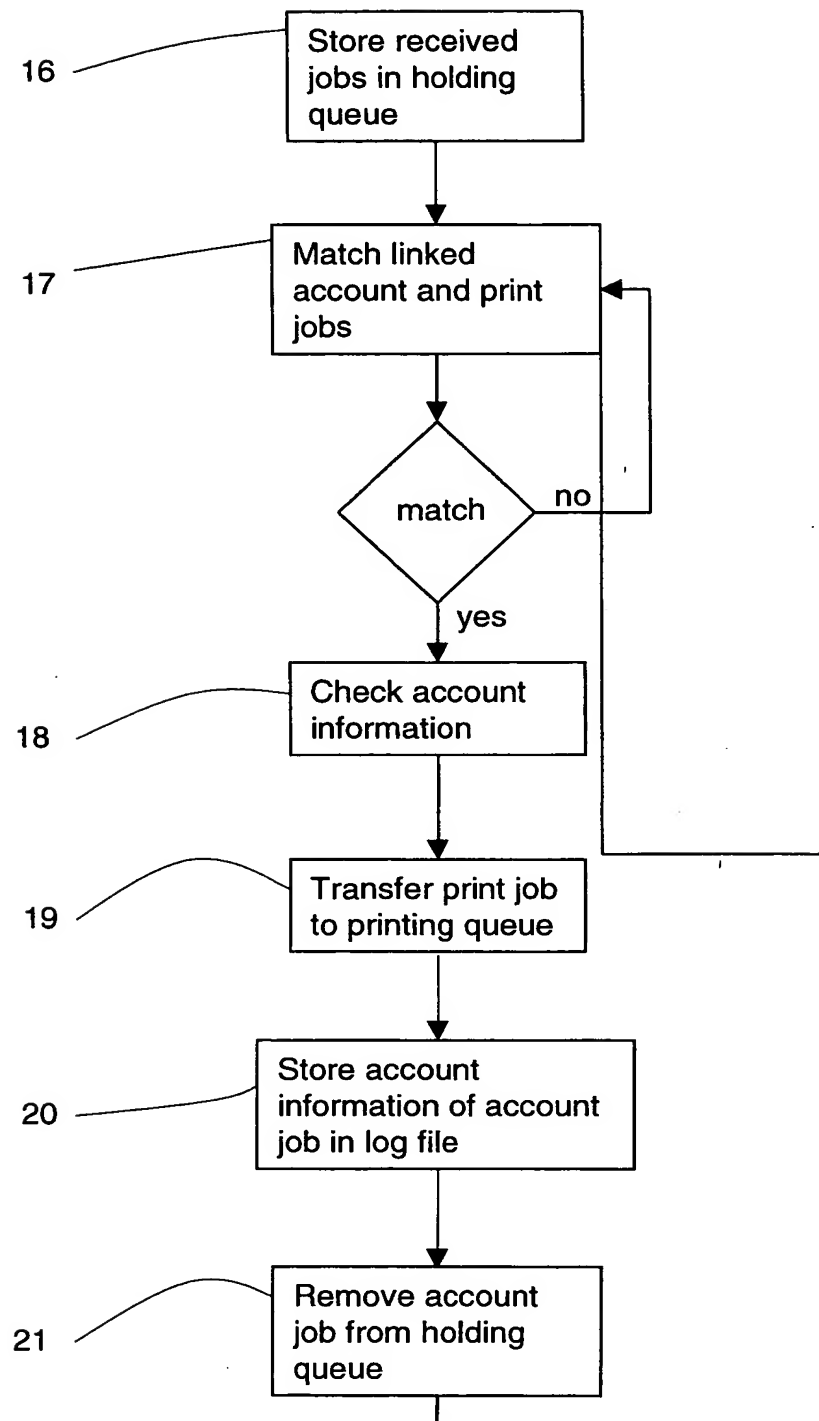 16
Store received
jobs in holding
queue
17
Match linked
account and print
jobs
match
no
yes
18
Check account
information
19
Transfer print job
to printing queue
20
Store account
information of account
job in log file
21
Remove account
job from holding
queue